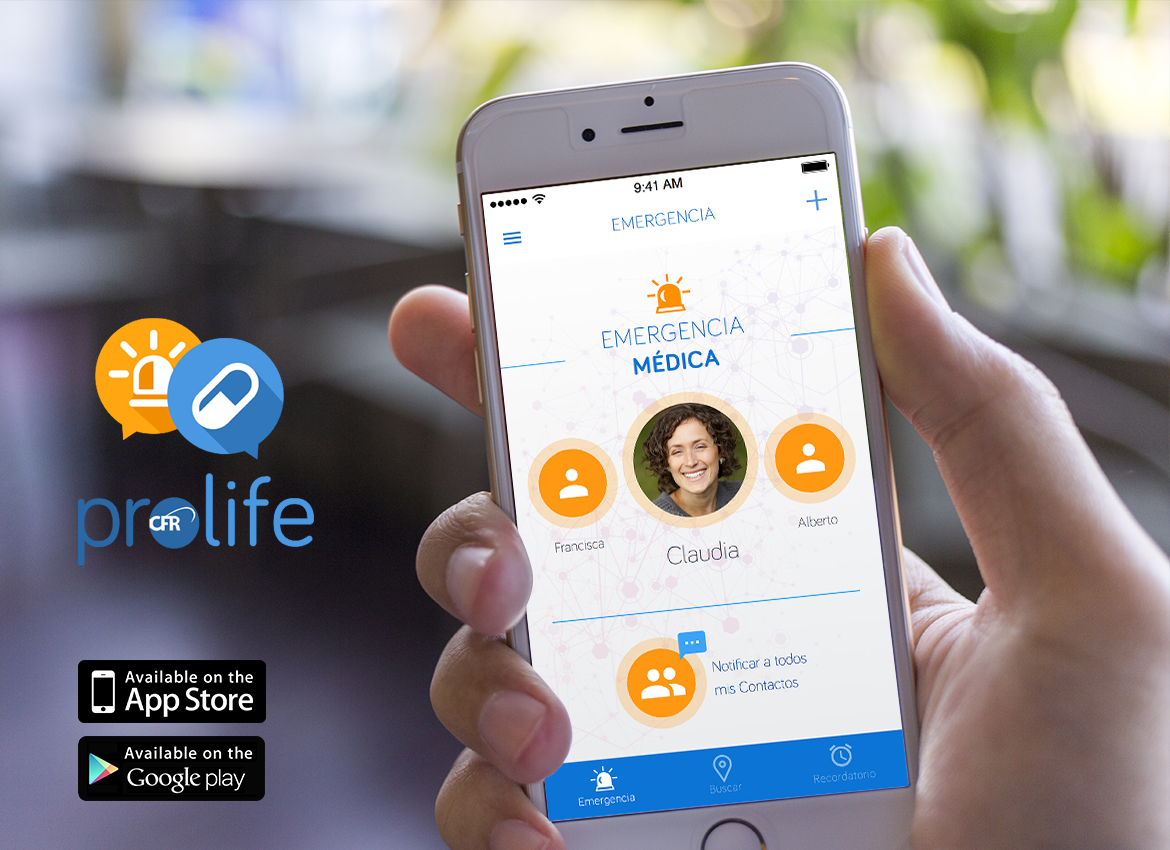 9:41 AM
EMERGENCIA
EMERGENCIA
MÉDICA
Francisca
Claudia
Alberto
Notificar a todos
mis Contactos
Emergencia
Buscar
Recordatorio
prolife
CFR
Available on the
App Store
Available on the
Google play